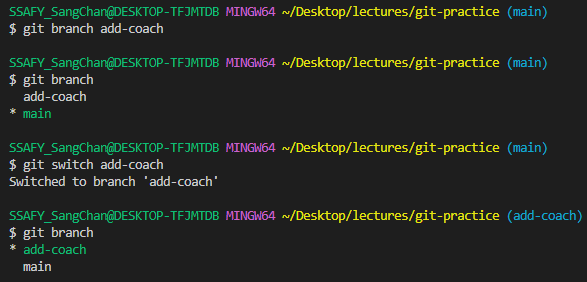 SSAFY_SangChan@DESKTOP-TFJMTDB MINGW64 ~/Desktop/lectures/git-practice (main)
$ git branch add-coach
SSAFY_SangChan@DESKTOP-TFJMTDB MINGW64 ~/Desktop/lectures/git-practice (main)
$ git branch
  add-coach
* main
SSAFY_SangChan@DESKTOP-TFJMTDB MINGW64 ~/Desktop/lectures/git-practice (main)
$ git switch add-coach
Switched to branch 'add-coach'
SSAFY_SangChan@DESKTOP-TFJMTDB MINGW64 ~/Desktop/lectures/git-practice (add-coach)
$ git branch
* add-coach
  main